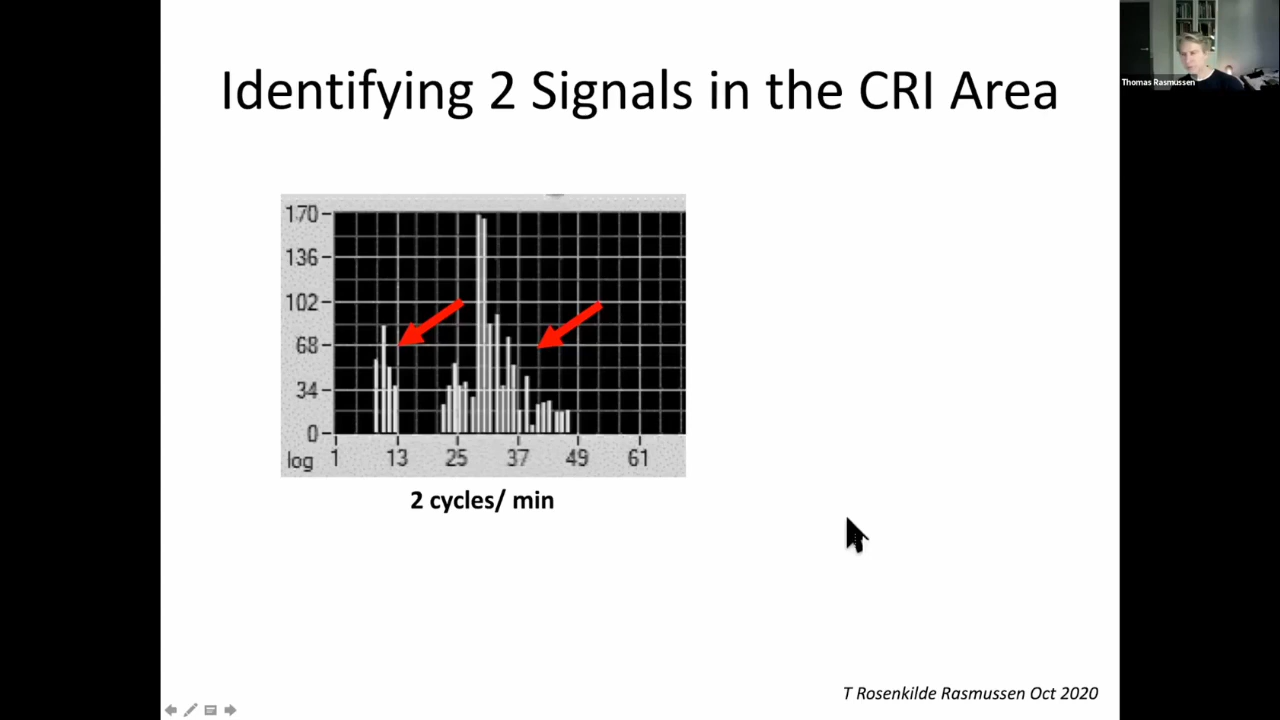 Identifying 2 Signals in the CRI Area
Thomas Rasmussen
170
136
102
68
34
0
log 1 13 25 37 49 61
2 cycles/ min
T Rosenkilde Rasmussen Oct 2020